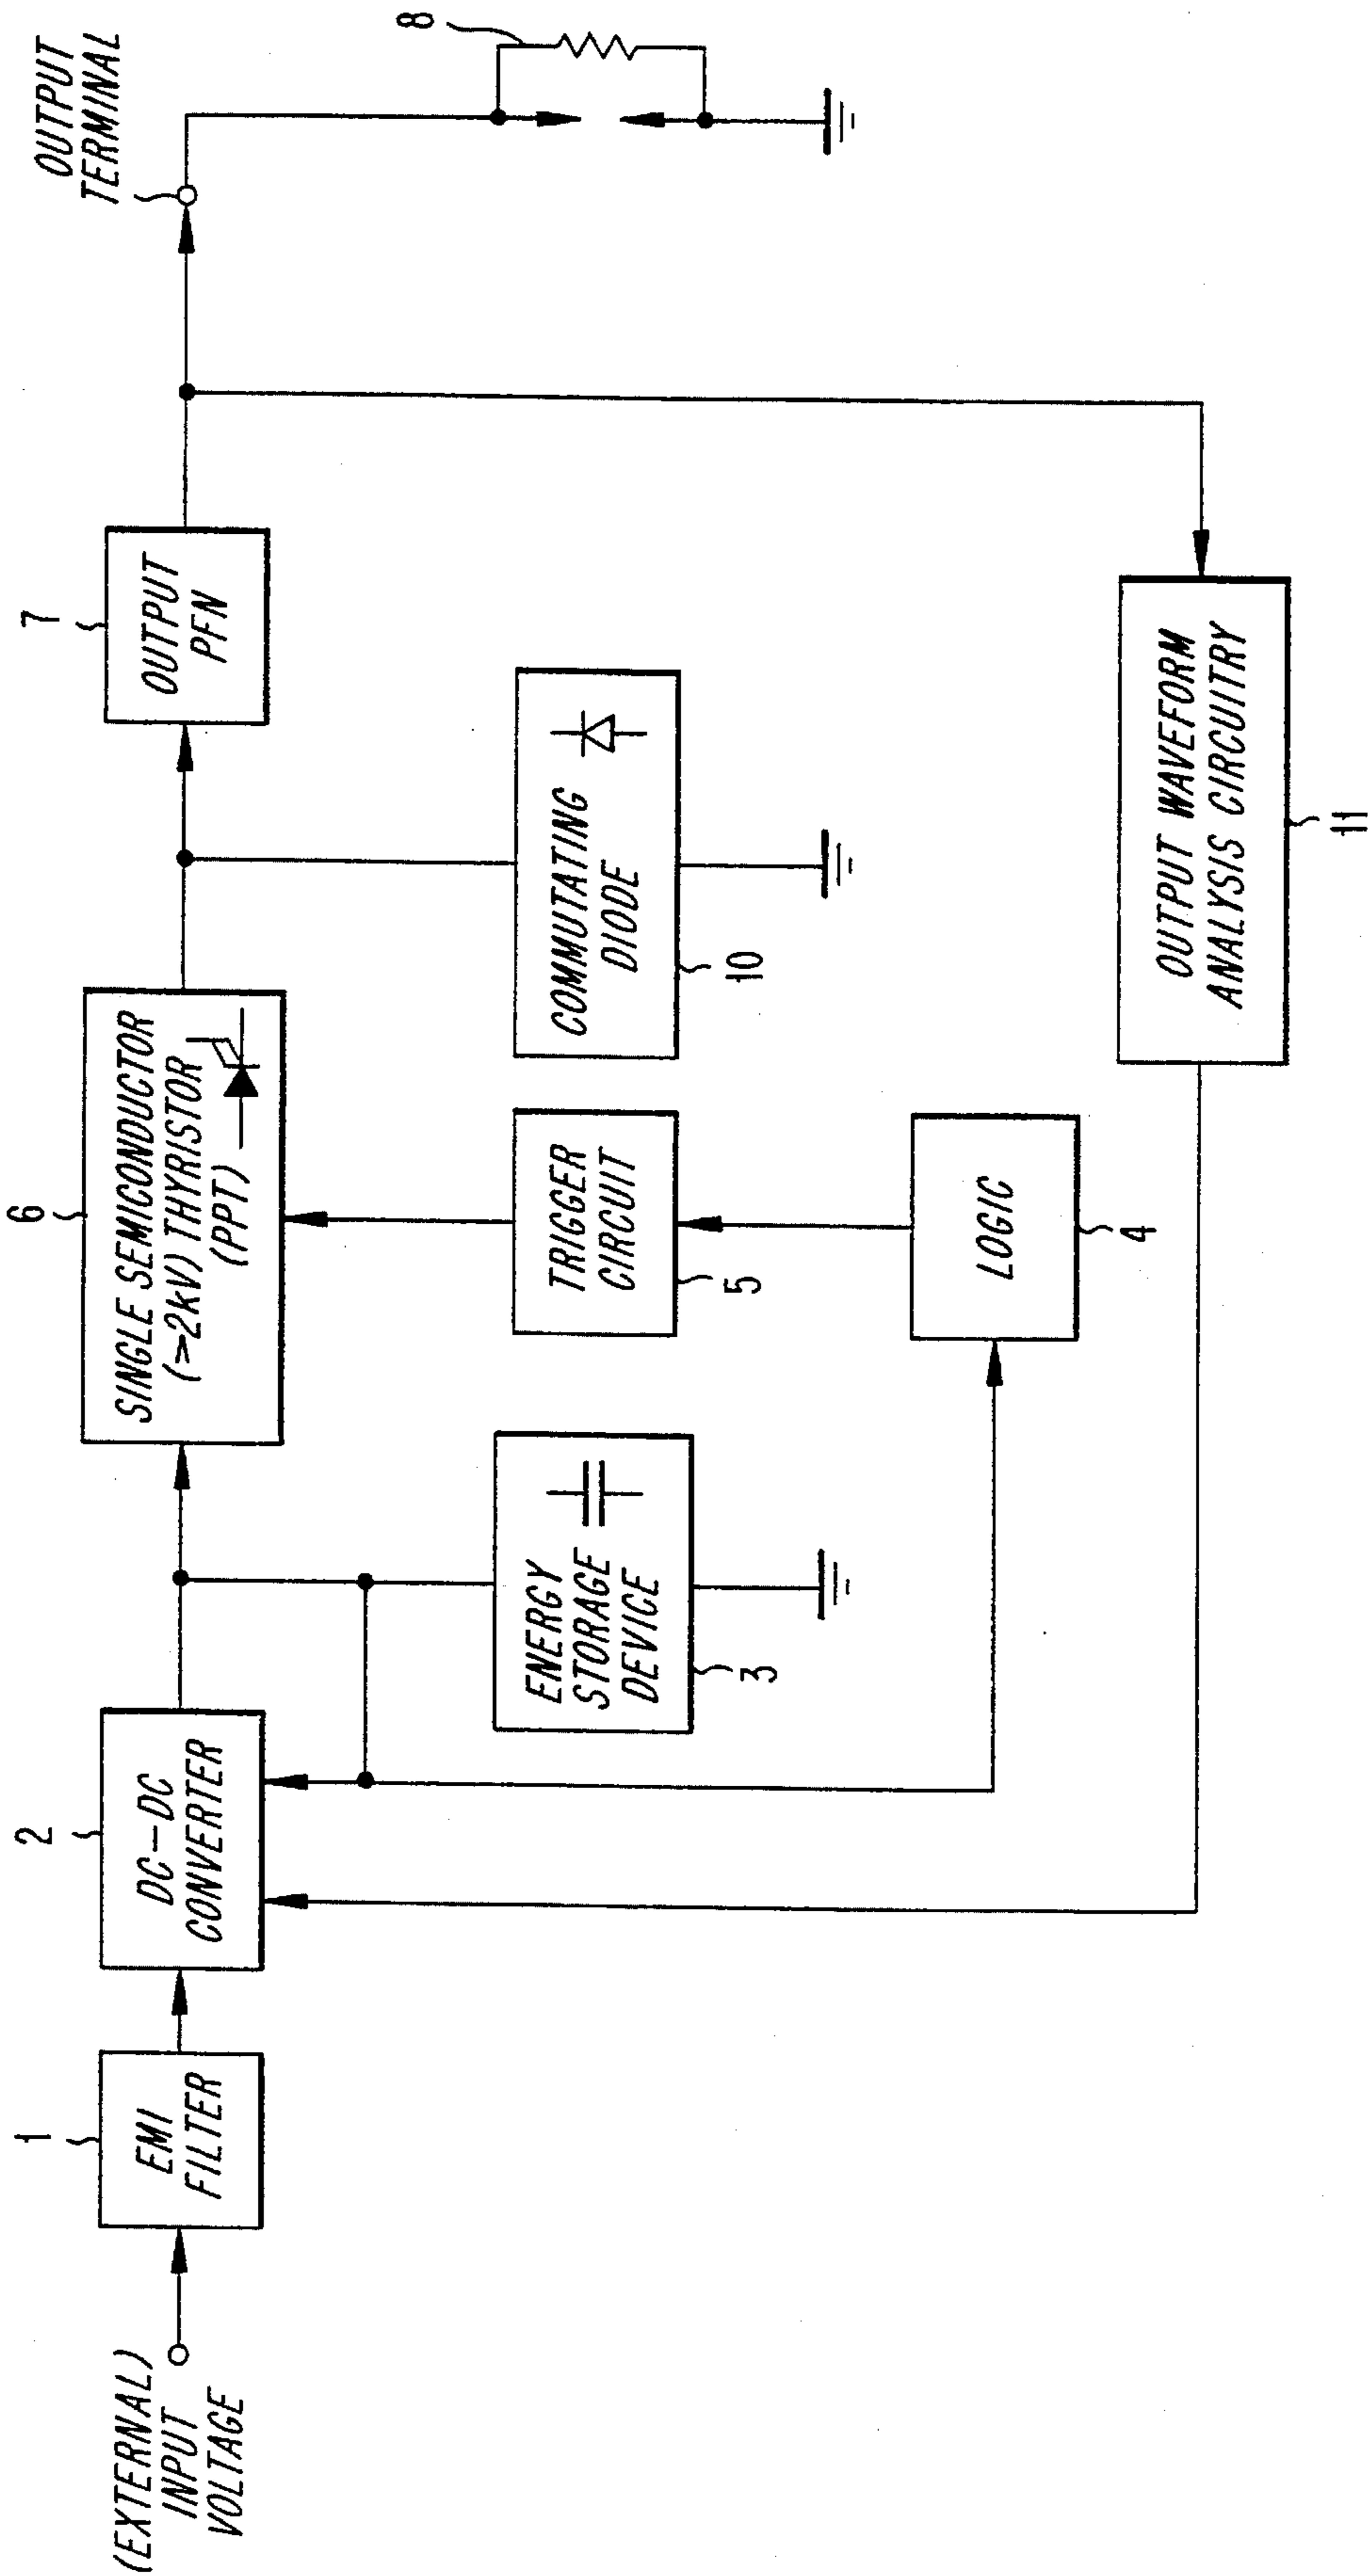 (EXTERNAL)
INPUT
VOLTAGE
1
EMI
FILTER
2
DC-DC
CONVERTER
ENERGY
STORAGE
DEVICE
3
6
SINGLE SEMICONDUCTOR
(≥2kV) THYRISTOR
(PPT)
TRIGGER
CIRCUIT
5
LOGIC
4
COMMUTATING
DIODE
10
7
OUTPUT
PFN
OUTPUT WAVEFORM
ANALYSIS CIRCUITRY
11
OUTPUT
TERMINAL
8